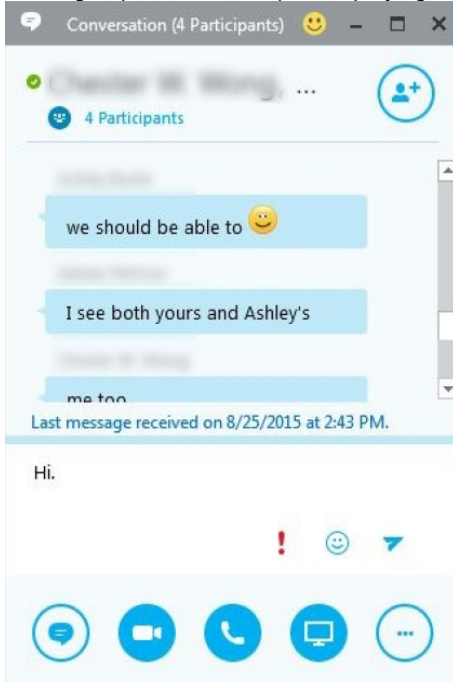 Conversation (4 Participants)
...
4 Participants
we should be able to
I see both yours and Ashley's
me too
Last message received on 8/25/2015 at 2:43 PM.
Hi.